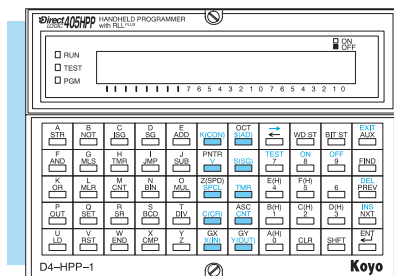 Direct LOGIC 405HPP HANDHELD PROGRAMMER with RLL PLUS
ON
OFF
RUN
TEST
PGM
7 6 5 4 3 2 1 0 7 6 5 4 3 2 1 0
A B C D E OCT EXIT
STR NOT ISG SG ADD K(CON) S(AD) → ← WD ST BIT ST AUX
F G H I J PNTR TEST ON OFF
AND MLS TMR JMP SUB V S(SG) 7 8 9 FIND
K L M N O Z(SPD) E(H) F(H) DEL
OR MLR CNT BIN MUL SPCL TMR 4 5 6 PREV
P Q R S T ASC B(H) C(H) D(H) INS
OUT SET SR BCD DIV C(CR) CNT 1 2 3 NXT
U V W X Y GX GY A(H) ENT
LD RST END CMP Z X(IN) Y(OUT) 0 CLR SHFT
D4-HPP-1 Koyo